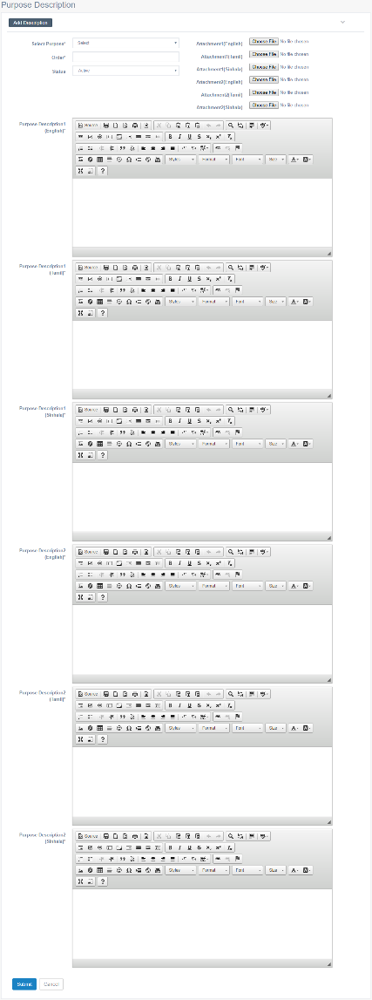 Purpose Description
Add Description
Select Purpose*
Select
Order*
Status
Active
Attachment1(English)
Choose File No file chosen
Attachment1(Tamil)
Choose File No file chosen
Attachment1(Sinhala)
Choose File No file chosen
Attachment2(English)
Choose File No file chosen
Attachment2(Tamil)
Choose File No file chosen
Attachment2(Sinhala)
Choose File No file chosen
Purpose Description1
(English)*
Source
Styles Format Font Size
Purpose Description1
(Tamil)*
Source
Styles Format Font Size
Purpose Description1
(Sinhala)*
Source
Styles Format Font Size
Purpose Description2
(English)*
Source
Styles Format Font Size
Purpose Description2
(Tamil)*
Source
Styles Format Font Size
Purpose Description2
(Sinhala)*
Source
Styles Format Font Size
Submit Cancel